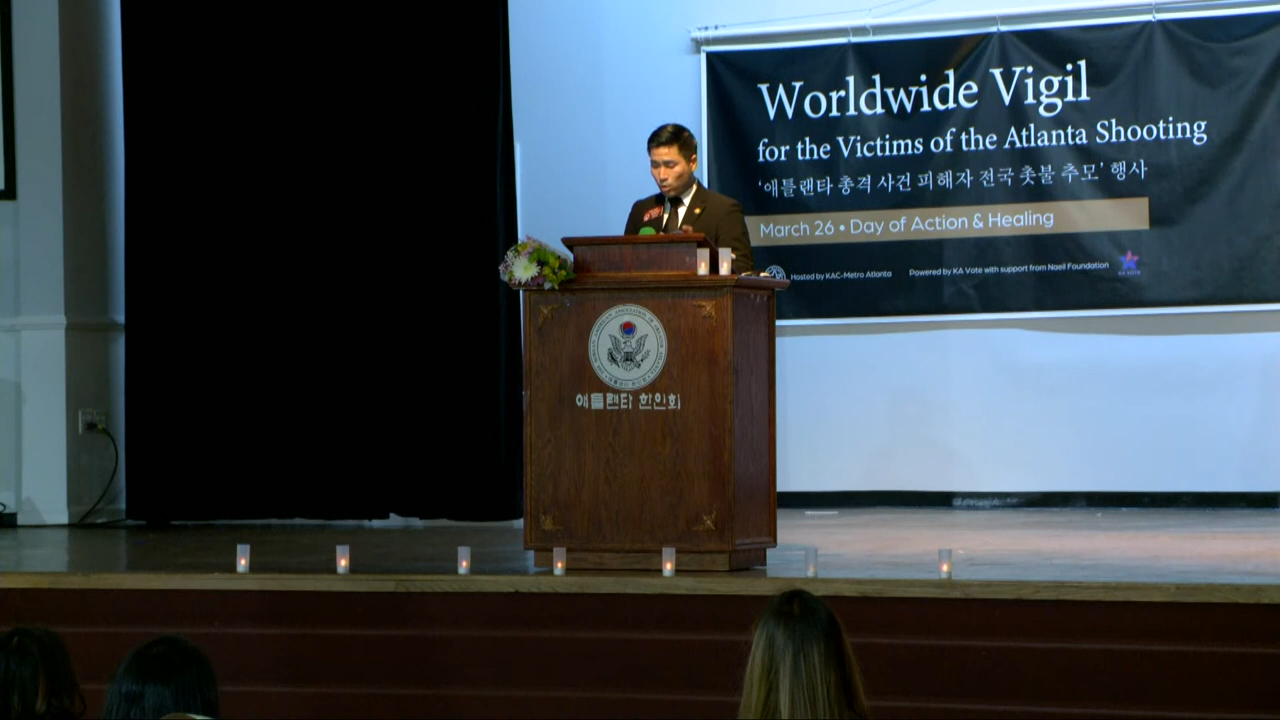 Worldwide Vigil
for the Victims of the Atlanta Shooting
‘애틀랜타 총격 사건 피해자 전국 촛불 추모’ 행사
March 26 • Day of Action & Healing
Hosted by KAC-Metro Atlanta
Powered by KA Vote with support from Naeil Foundation
KA VOTE
애틀랜타 한인회